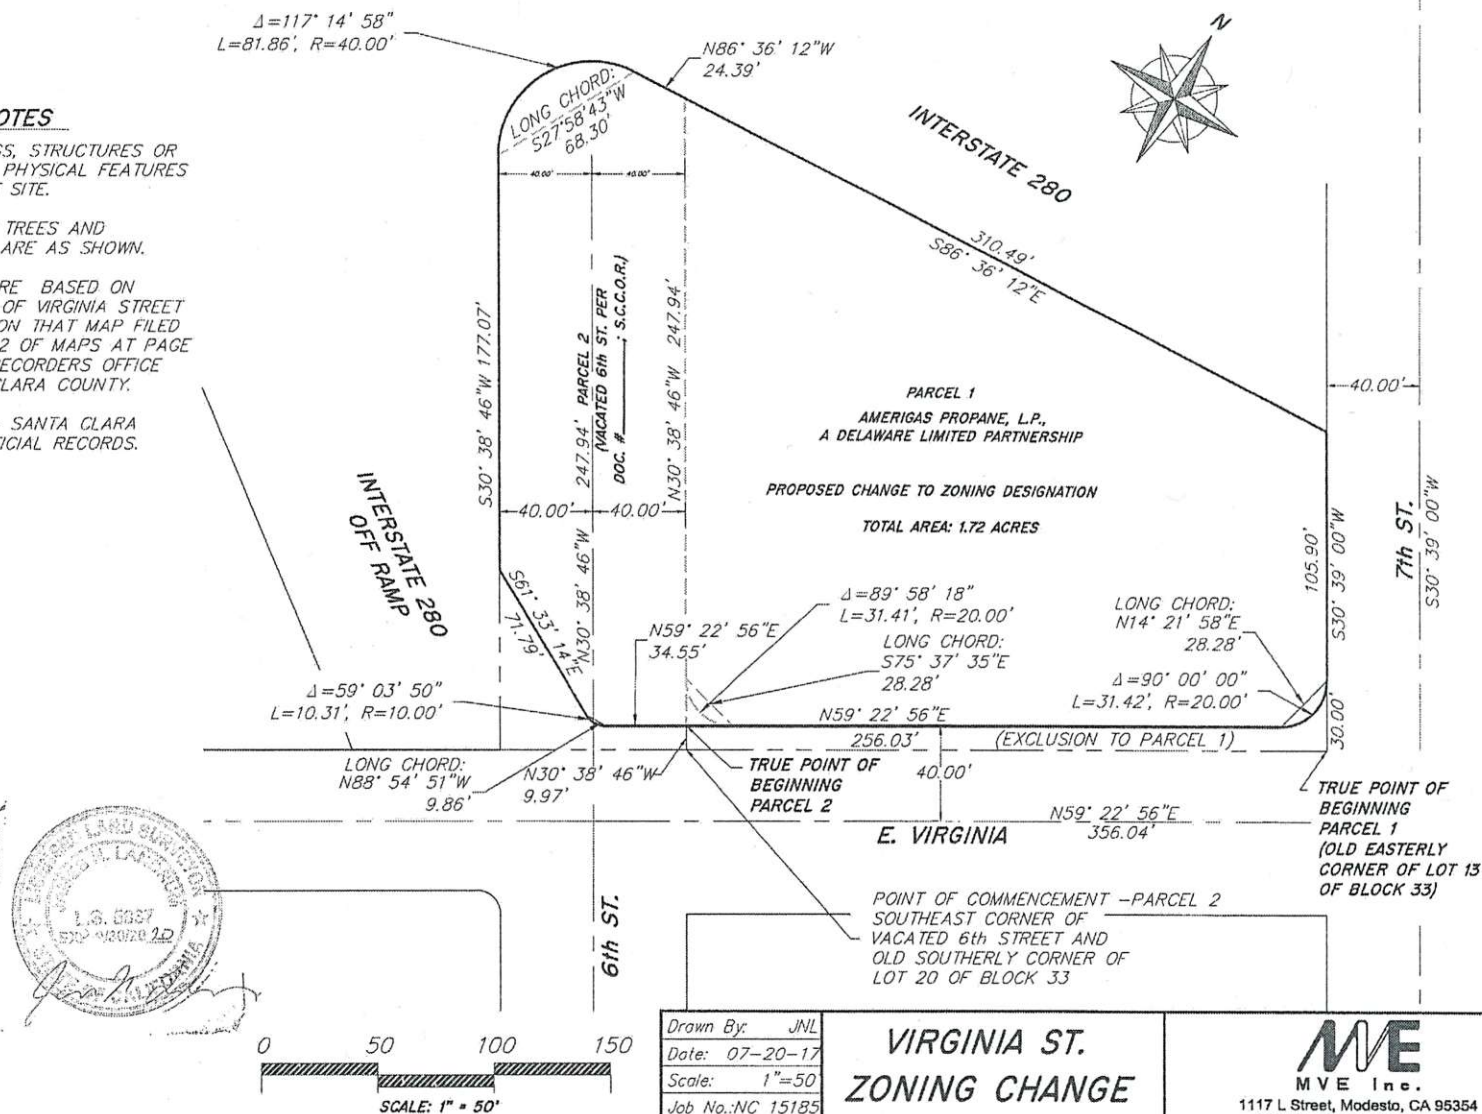 Δ=117° 14' 58"
L=81.86', R=40.00'
N86° 36' 12"W
24.39'
N
LONG CHORD:
S27°58'43"W
68.30'
INTERSTATE 280
OTES
SS, STRUCTURES OR
PHYSICAL FEATURES
SITE.
TREES AND
ARE AS SHOWN.
RE BASED ON
OF VIRGINIA STREET
ON THAT MAP FILED
2 OF MAPS AT PAGE
ECORDERS OFFICE
CLARA COUNTY.
SANTA CLARA
ICIAL RECORDS.
40.00'
40.00'
310.49'
S86° 36' 12"E
S30° 38' 46"W 177.07'
N30° 38' 46"W 247.94' PARCEL 2
(VACATED 6th ST. PER
DOC. #________; S.C.C.O.R.)
N30° 38' 46"W 247.94'
PARCEL 1
AMERIGAS PROPANE, L.P.,
A DELAWARE LIMITED PARTNERSHIP
PROPOSED CHANGE TO ZONING DESIGNATION
TOTAL AREA: 1.72 ACRES
40.00'
40.00'
40.00'
7th ST.
S30° 39' 00"W
105.90'
S30° 39' 00"W
30.00'
INTERSTATE 280
OFF RAMP
S61° 33' 14"E
71.79'
Δ=89° 58' 18"
L=31.41', R=20.00'
LONG CHORD:
S75° 37' 35"E
28.28'
LONG CHORD:
N14° 21' 58"E
28.28'
Δ=90° 00' 00"
L=31.42', R=20.00'
N59° 22' 56"E
34.55'
Δ=59° 03' 50"
L=10.31', R=10.00'
N59° 22' 56"E
256.03'
(EXCLUSION TO PARCEL 1)
LONG CHORD:
N88° 54' 51"W
9.86'
N30° 38' 46"W
9.97'
TRUE POINT OF
BEGINNING
PARCEL 2
40.00'
TRUE POINT OF
BEGINNING
PARCEL 1
(OLD EASTERLY
CORNER OF LOT 13
OF BLOCK 33)
E. VIRGINIA
N59° 22' 56"E
356.04'
6th ST.
POINT OF COMMENCEMENT -PARCEL 2
SOUTHEAST CORNER OF
VACATED 6th STREET AND
OLD SOUTHERLY CORNER OF
LOT 20 OF BLOCK 33
0 50 100 150
SCALE: 1" = 50'
Drawn By: JNL
Date: 07-20-17
Scale: 1"=50'
Job No.:NC 15185
VIRGINIA ST.
ZONING CHANGE
MVE
MVE Inc.
1117 L Street, Modesto, CA 95354